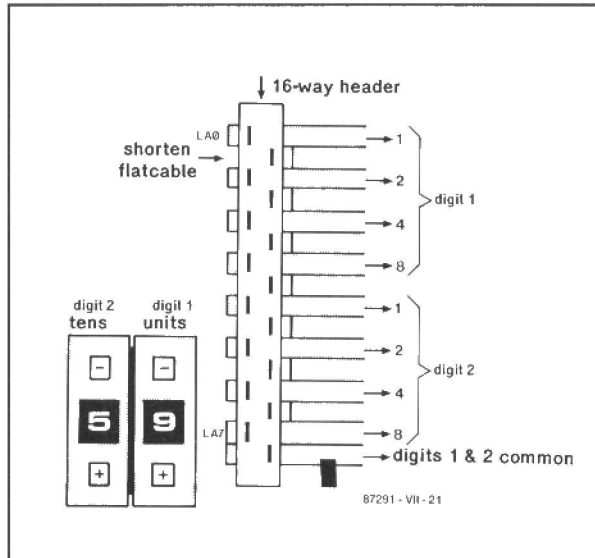 16-way header
LA0
shorten
flatcable
1
2
4
8
digit 1
1
2
4
8
digit 2
digit 2
tens
digit 1
units
-
-
5
9
+
+
LA7
digits 1 & 2 common
87291 - VII - 21